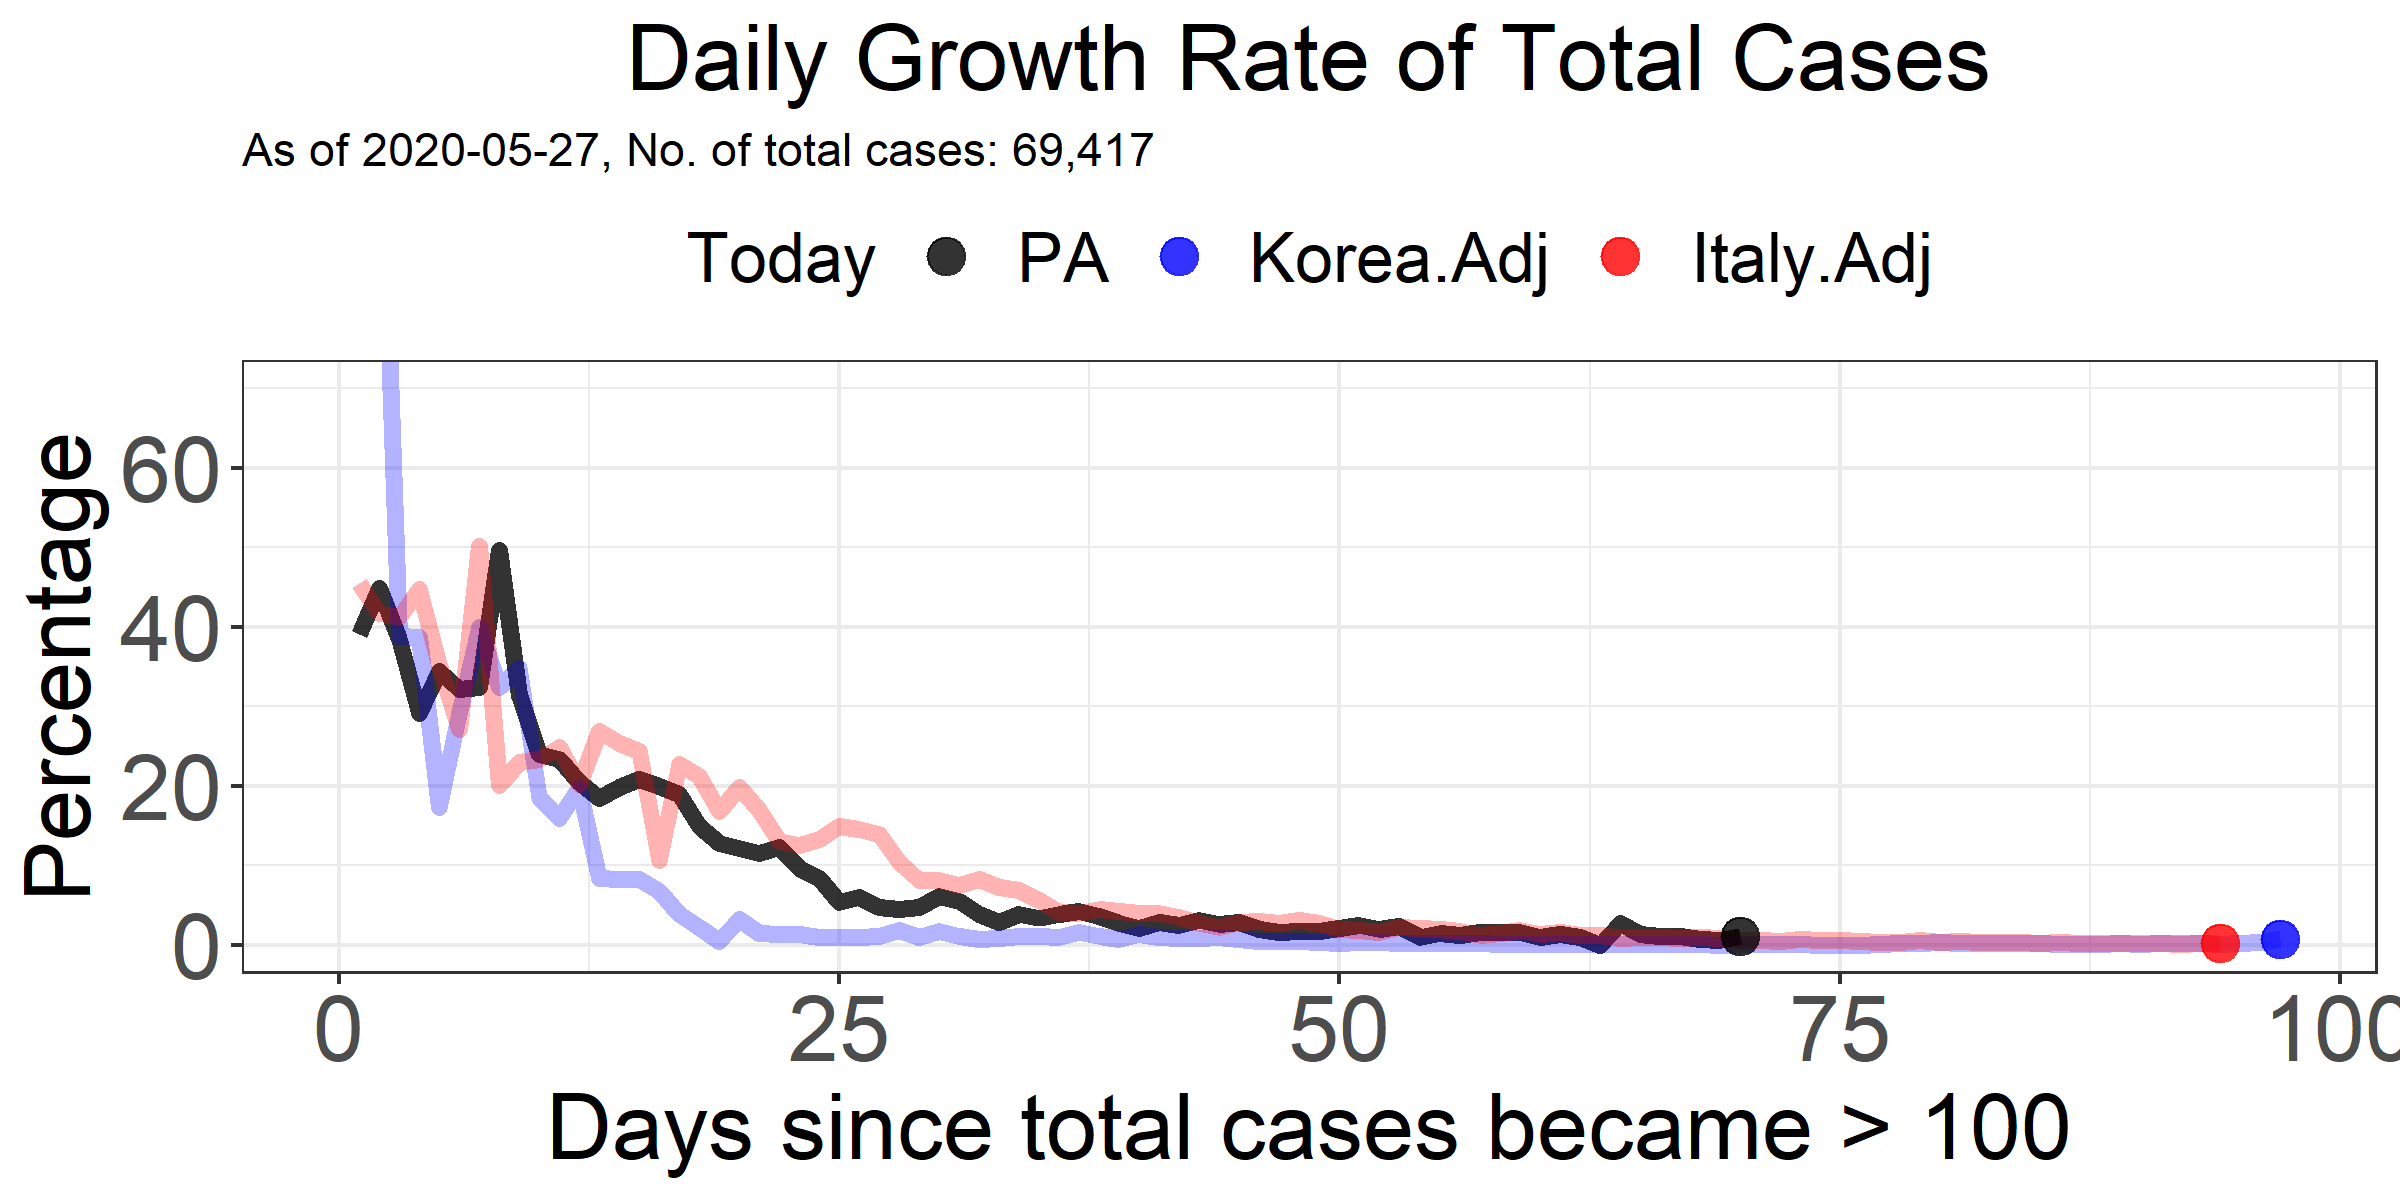 Daily Growth Rate of Total Cases
As of 2020-05-27, No. of total cases: 69,417
Today PA Korea.Adj Italy.Adj
Percentage
60
40
20
0
0 25 50 75 100
Days since total cases became > 100